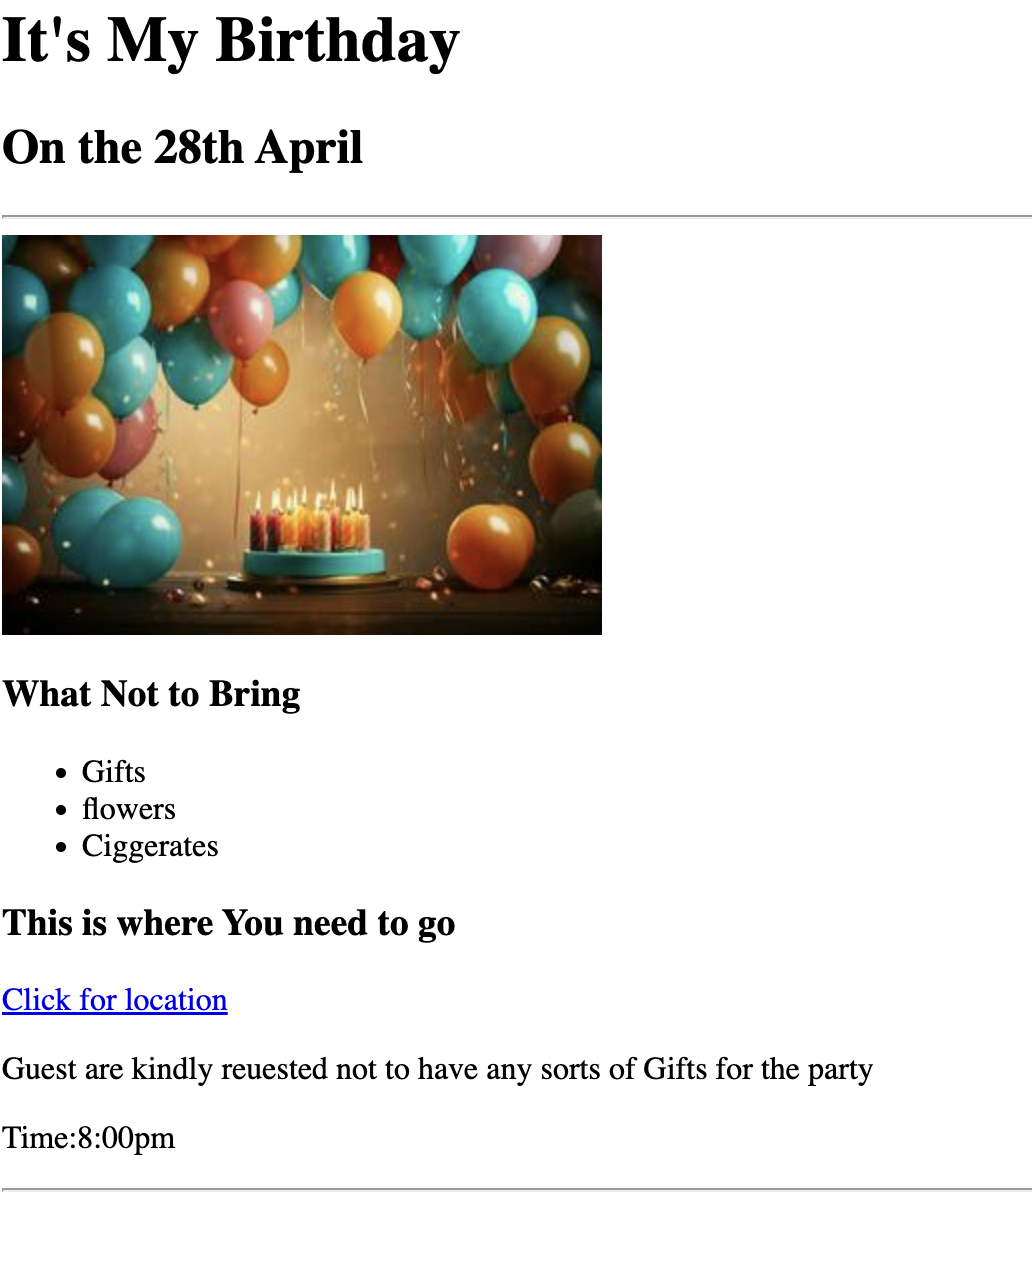 It's My Birthday
On the 28th April
What Not to Bring
Gifts
flowers
Ciggerates
This is where You need to go
Click for location
Guest are kindly reuested not to have any sorts of Gifts for the party
Time:8:00pm